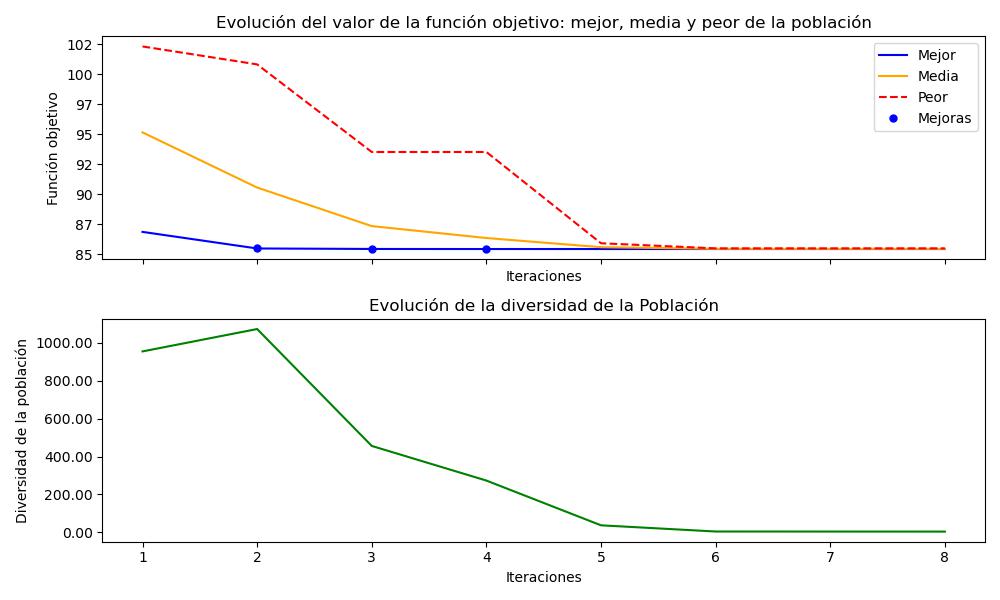 Evolución del valor de la función objetivo: mejor, media y peor de la población
102
100
97
95
92
90
87
85
Función objetivo
Mejor
Media
Peor
Mejoras
Iteraciones
Evolución de la diversidad de la Población
1000.00
800.00
600.00
400.00
200.00
0.00
Diversidad de la población
1 2 3 4 5 6 7 8
Iteraciones